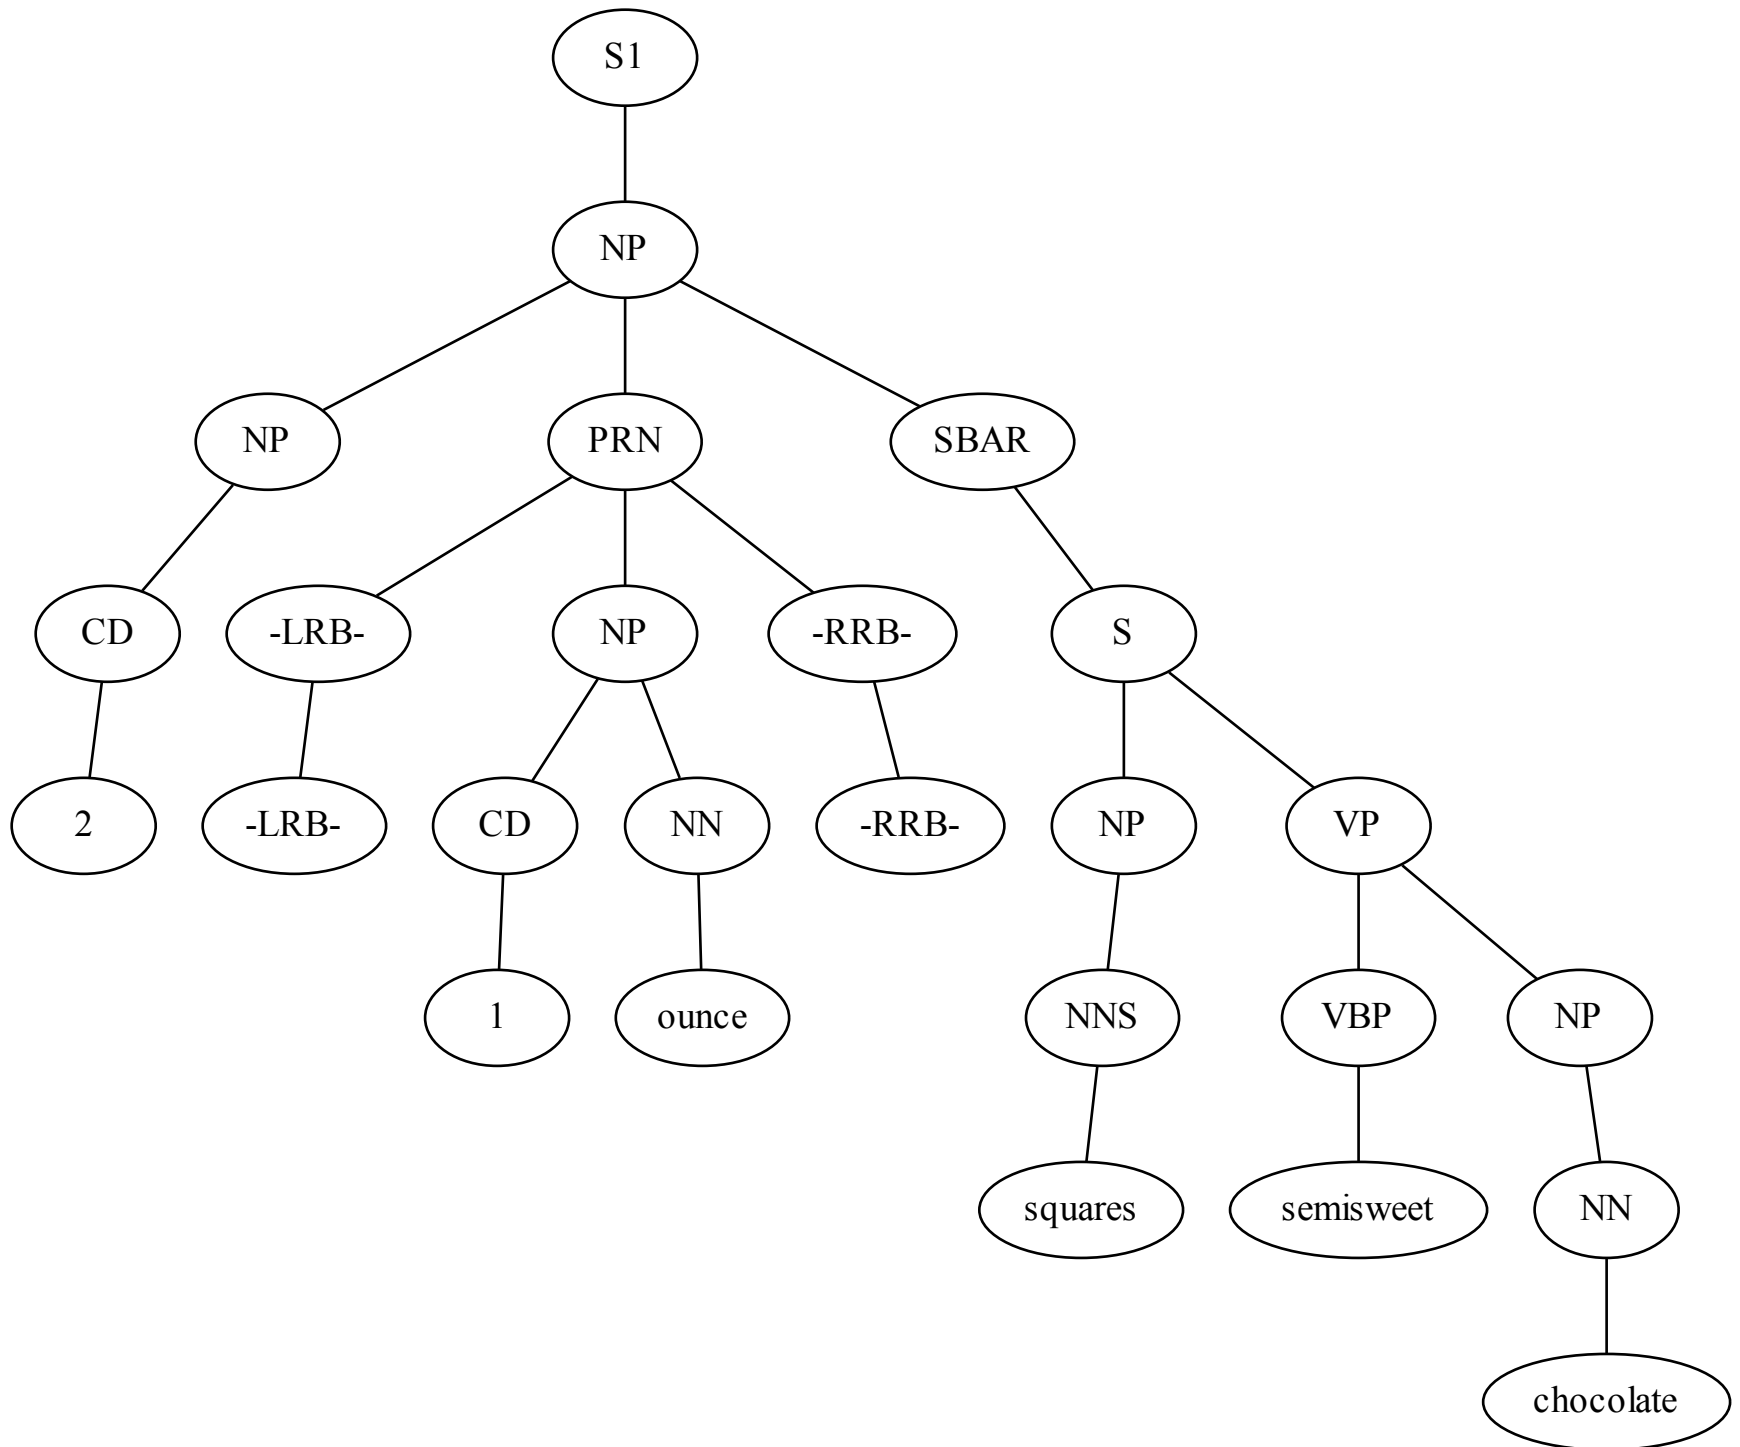 S1
NP
NP PRN SBAR
CD -LRB- NP -RRB- S
2 -LRB- CD NN -RRB- NP VP
1 ounce NNS VBP NP
squares semisweet NN
chocolate